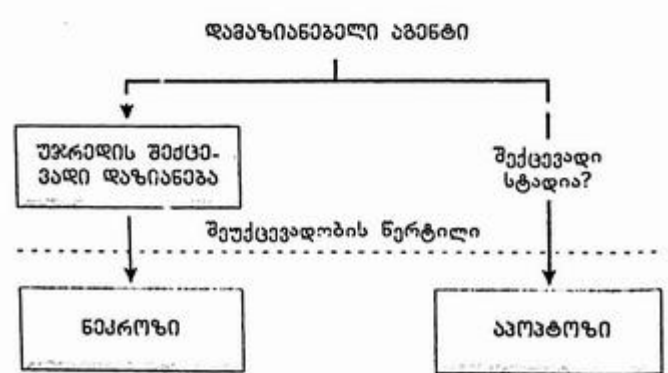 დამაზიანებელი აგენტი
უჯრედის შექცე-
ვადი დაზიანება
შექცევადი
სტადია?
შეუქცევადობის წერტილი
ნეკროზი
აპოპტოზი